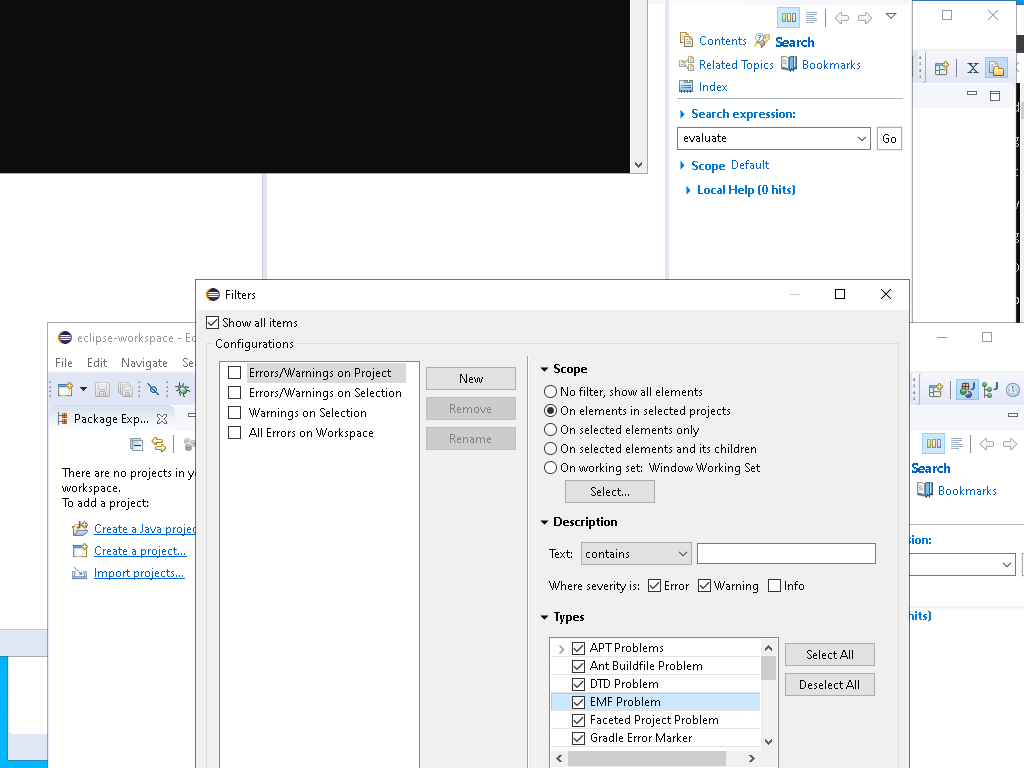 Contents
Search
Related Topics
Bookmarks
Index
Search expression:
evaluate
Go
Scope Default
Local Help (0 hits)
X
Filters
Show all items
Configurations
Errors/Warnings on Project
Errors/Warnings on Selection
Warnings on Selection
All Errors on Workspace
New
Remove
Rename
Scope
No filter, show all elements
On elements in selected projects
On selected elements only
On selected elements and its children
On working set: Window Working Set
Select...
Description
Text: contains
Where severity is: Error Warning Info
Types
APT Problems
Ant Buildfile Problem
DTD Problem
EMF Problem
Faceted Project Problem
Gradle Error Marker
Select All
Deselect All
eclipse-workspace - Ec
File Edit Navigate Se
Package Exp...
There are no projects in y
workspace.
To add a project:
Create a Java projec
Create a project...
Import projects...
Search
Bookmarks
sion:
hits)